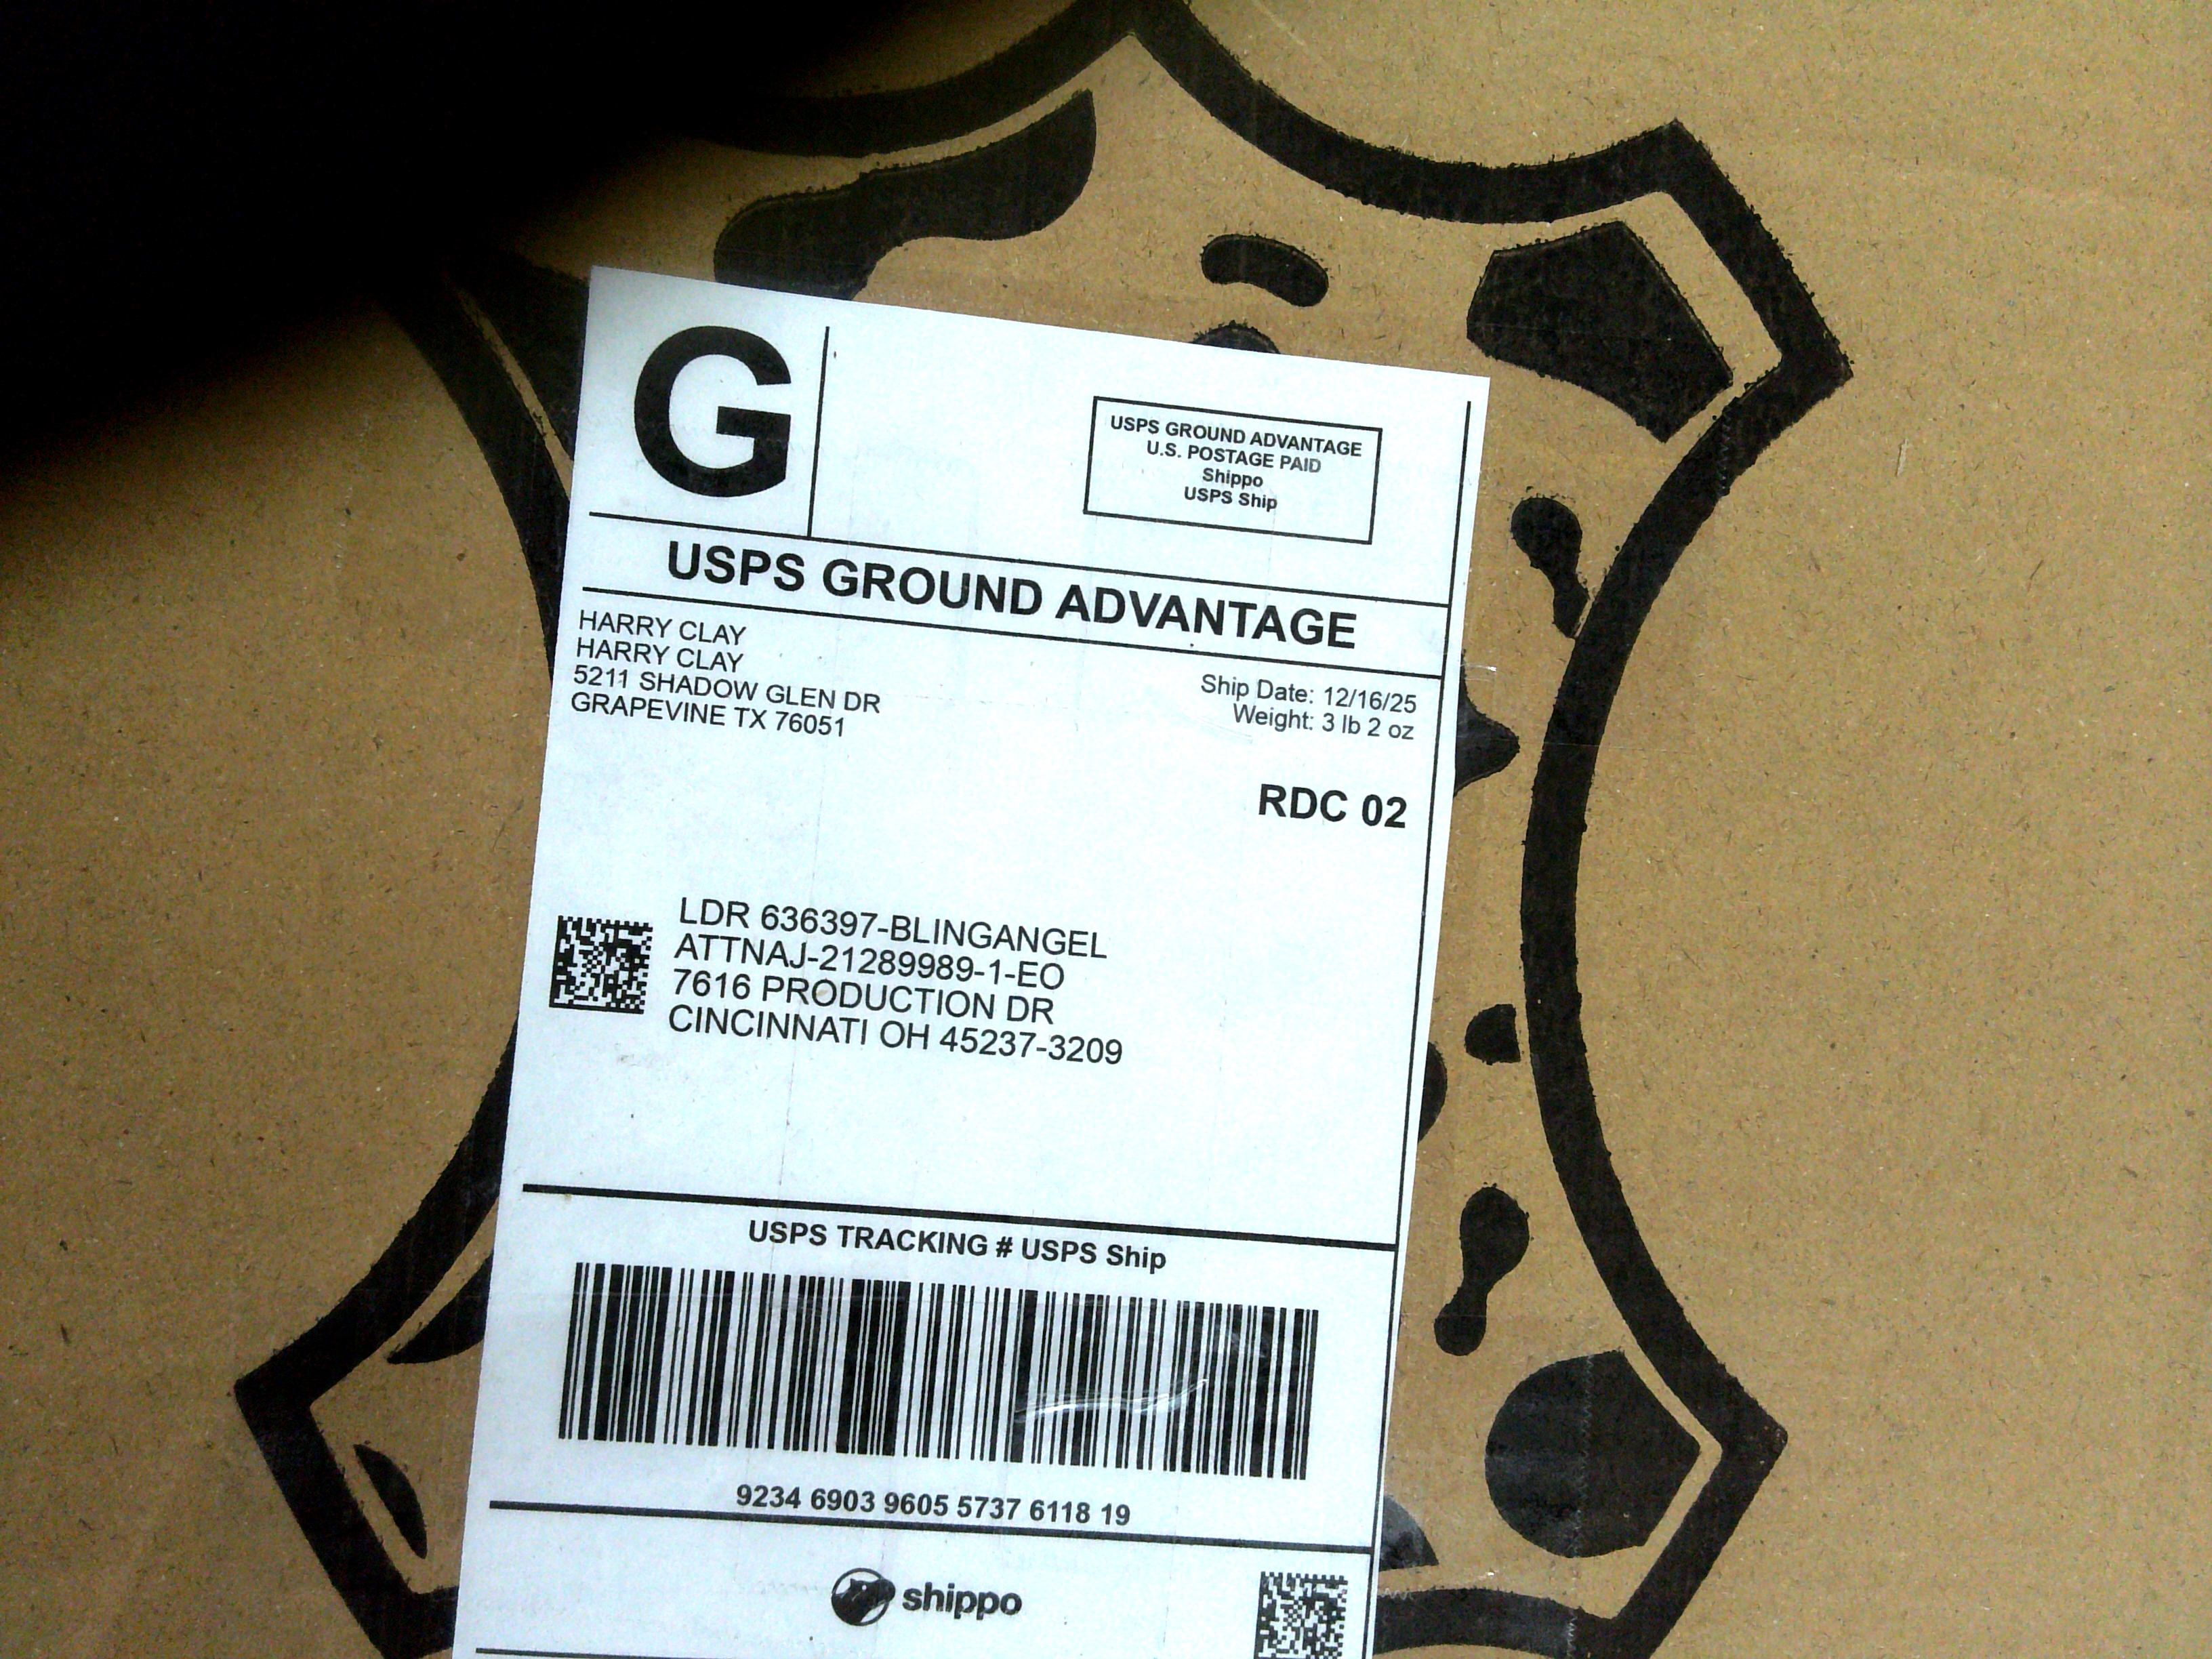 G
USPS GROUND ADVANTAGE
U.S. POSTAGE PAID
Shippo
USPS Ship
USPS GROUND ADVANTAGE
HARRY CLAY
HARRY CLAY
5211 SHADOW GLEN DR
GRAPEVINE TX 76051
Ship Date: 12/16/25
Weight: 3 lb 2 oz
RDC 02
LDR 636397-BLINGANGEL
ATTNAJ-21289989-1-EO
7616 PRODUCTION DR
CINCINNATI OH 45237-3209
USPS TRACKING # USPS Ship
9234 6903 9605 5737 6118 19
shippo